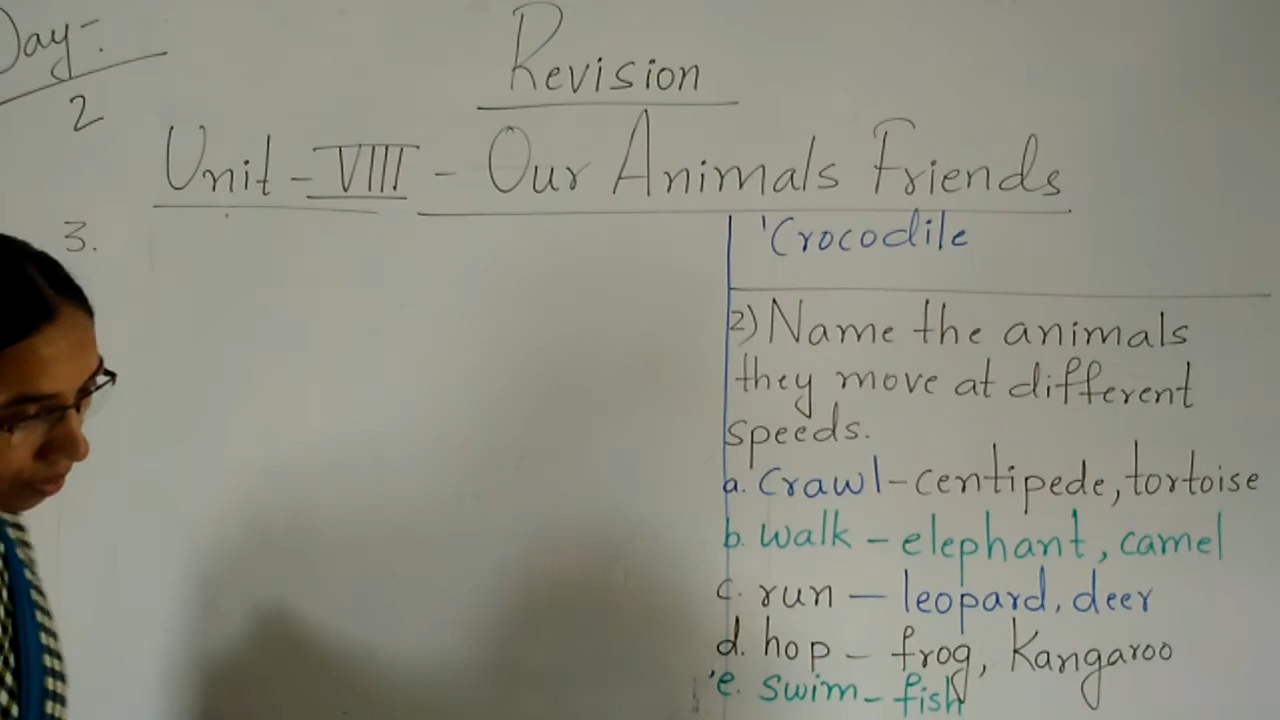 Day:-
2
Revision
Unit - VIII - Our Animals Friends
3.
'Crocodile
2) Name the animals
they move at different
speeds.
a. Crawl - centipede, tortoise
b. walk - elephant, camel
c. run - leopard, deer
d. hop - frog, Kangaroo
e. swim - fish